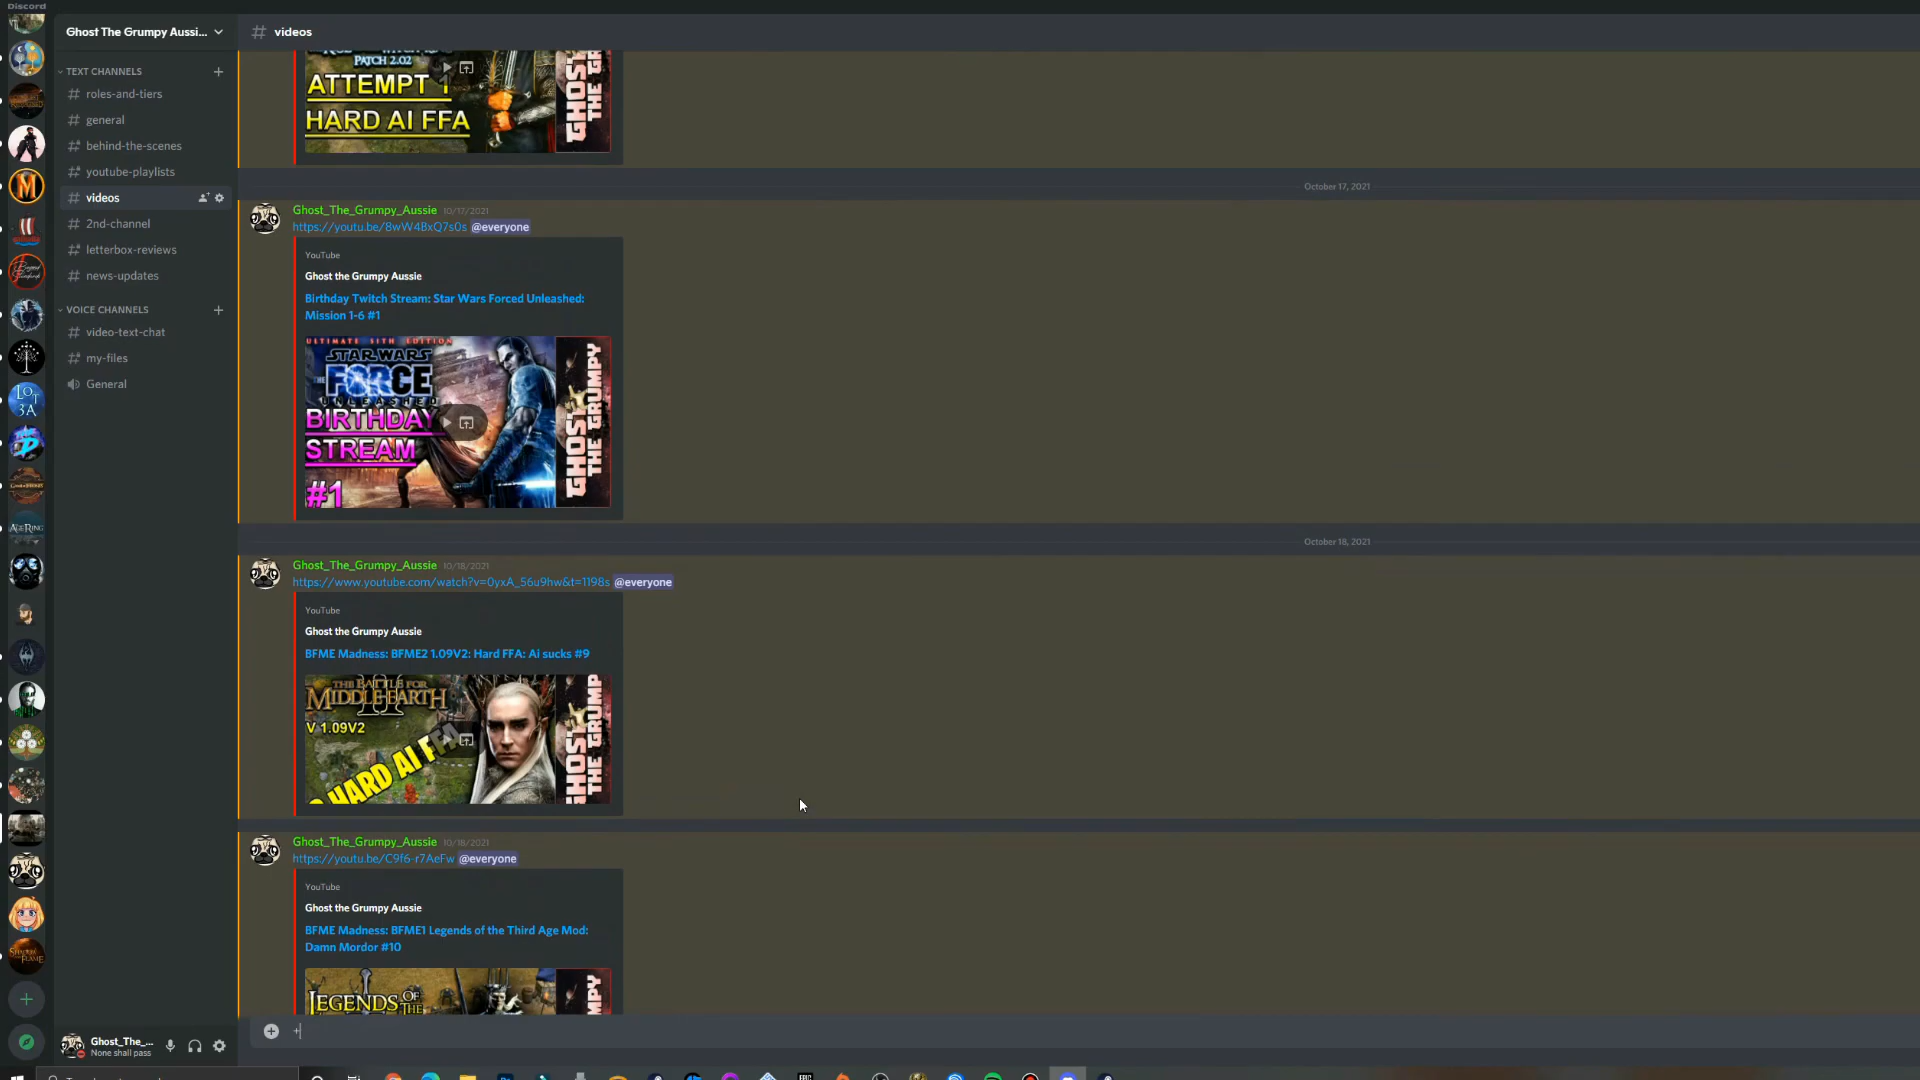 Discord
Ghost The Grumpy Aussi...
videos
TEXT CHANNELS
roles-and-tiers
general
behind-the-scenes
youtube-playlists
videos
2nd-channel
letterbox-reviews
news-updates
VOICE CHANNELS
video-text-chat
my-files
General
Ghost_The_...
None shall pass
PATCH 2.02
ATTEMPT 1
HARD AI FFA
GHOST
THE GR
October 17, 2021
Ghost_The_Grumpy_Aussie 10/17/2021
https://youtu.be/8wW4BxQ7s0s @everyone
YouTube
Ghost the Grumpy Aussie
Birthday Twitch Stream: Star Wars Forced Unleashed:
Mission 1-6 #1
ULTIMATE SITH EDITION
STAR WARS
THE FORCE
UNLEASHED
BIRTHDAY
STREAM
#1
GHOST
THE GRUMPY
October 18, 2021
Ghost_The_Grumpy_Aussie 10/18/2021
https://www.youtube.com/watch?v=0yxA_56u9hw&t=1198s @everyone
YouTube
Ghost the Grumpy Aussie
BFME Madness: BFME2 1.09V2: Hard FFA: Ai sucks #9
THE BATTLE FOR
MIDDLE-EARTH
II
V 1.09V2
HARD AI FFA
GHOST
THE GRUMP
Ghost_The_Grumpy_Aussie 10/18/2021
https://youtu.be/C9f6-r7AeFw @everyone
YouTube
Ghost the Grumpy Aussie
BFME Madness: BFME1 Legends of the Third Age Mod:
Damn Mordor #10
LEGENDS OF
THE
+